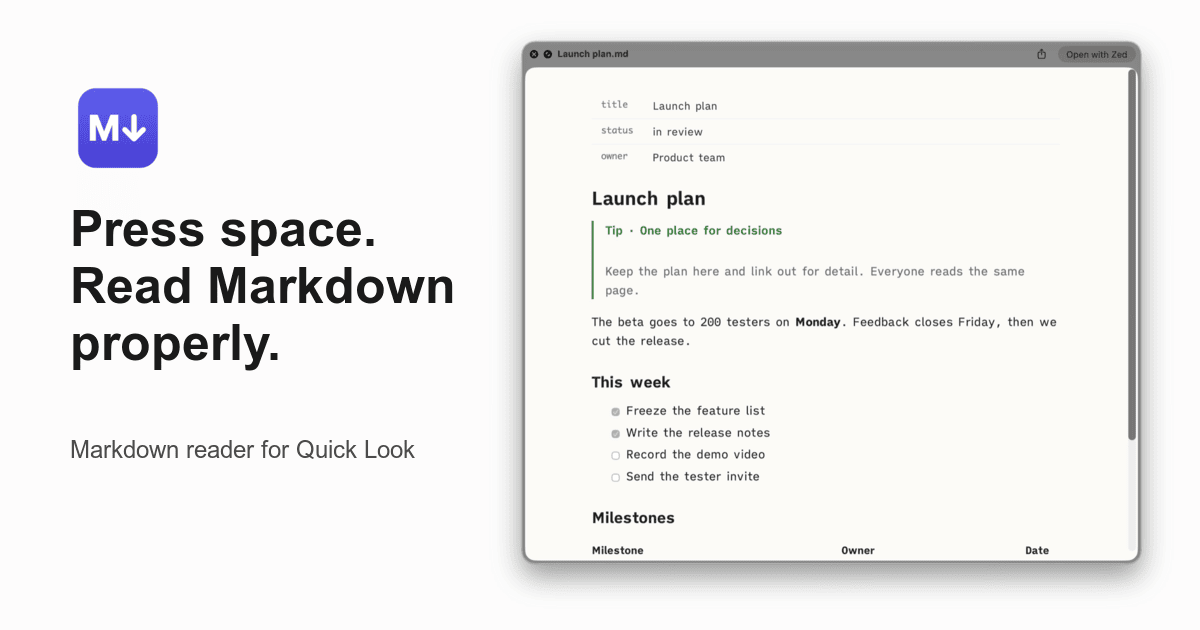 M↓
Press space.
Read Markdown
properly.
Markdown reader for Quick Look
Launch plan.md
Open with Zed
title Launch plan
status in review
owner Product team
Launch plan
Tip · One place for decisions
Keep the plan here and link out for detail. Everyone reads the same
page.
The beta goes to 200 testers on Monday. Feedback closes Friday, then we
cut the release.
This week
Freeze the feature list
Write the release notes
Record the demo video
Send the tester invite
Milestones
Milestone Owner Date